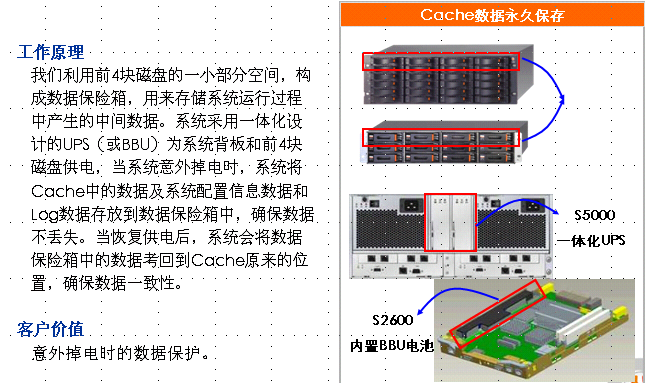 Cache数据永久保存
工作原理
我们利用前4块磁盘的一小部分空间，构
成数据保险箱，用来存储系统运行过程
中产生的中间数据。系统采用一体化设
计的UPS（或BBU）为系统背板和前4块
磁盘供电，当系统意外掉电时，系统将
Cache中的数据及系统配置信息数据和
Log数据存放到数据保险箱中，确保数据
不丢失。当恢复供电后，系统会将数据
保险箱中的数据考回到Cache原来的位
置，确保数据一致性。
客户价值
意外掉电时的数据保护。
S5000
一体化UPS
S2600
内置BBU电池